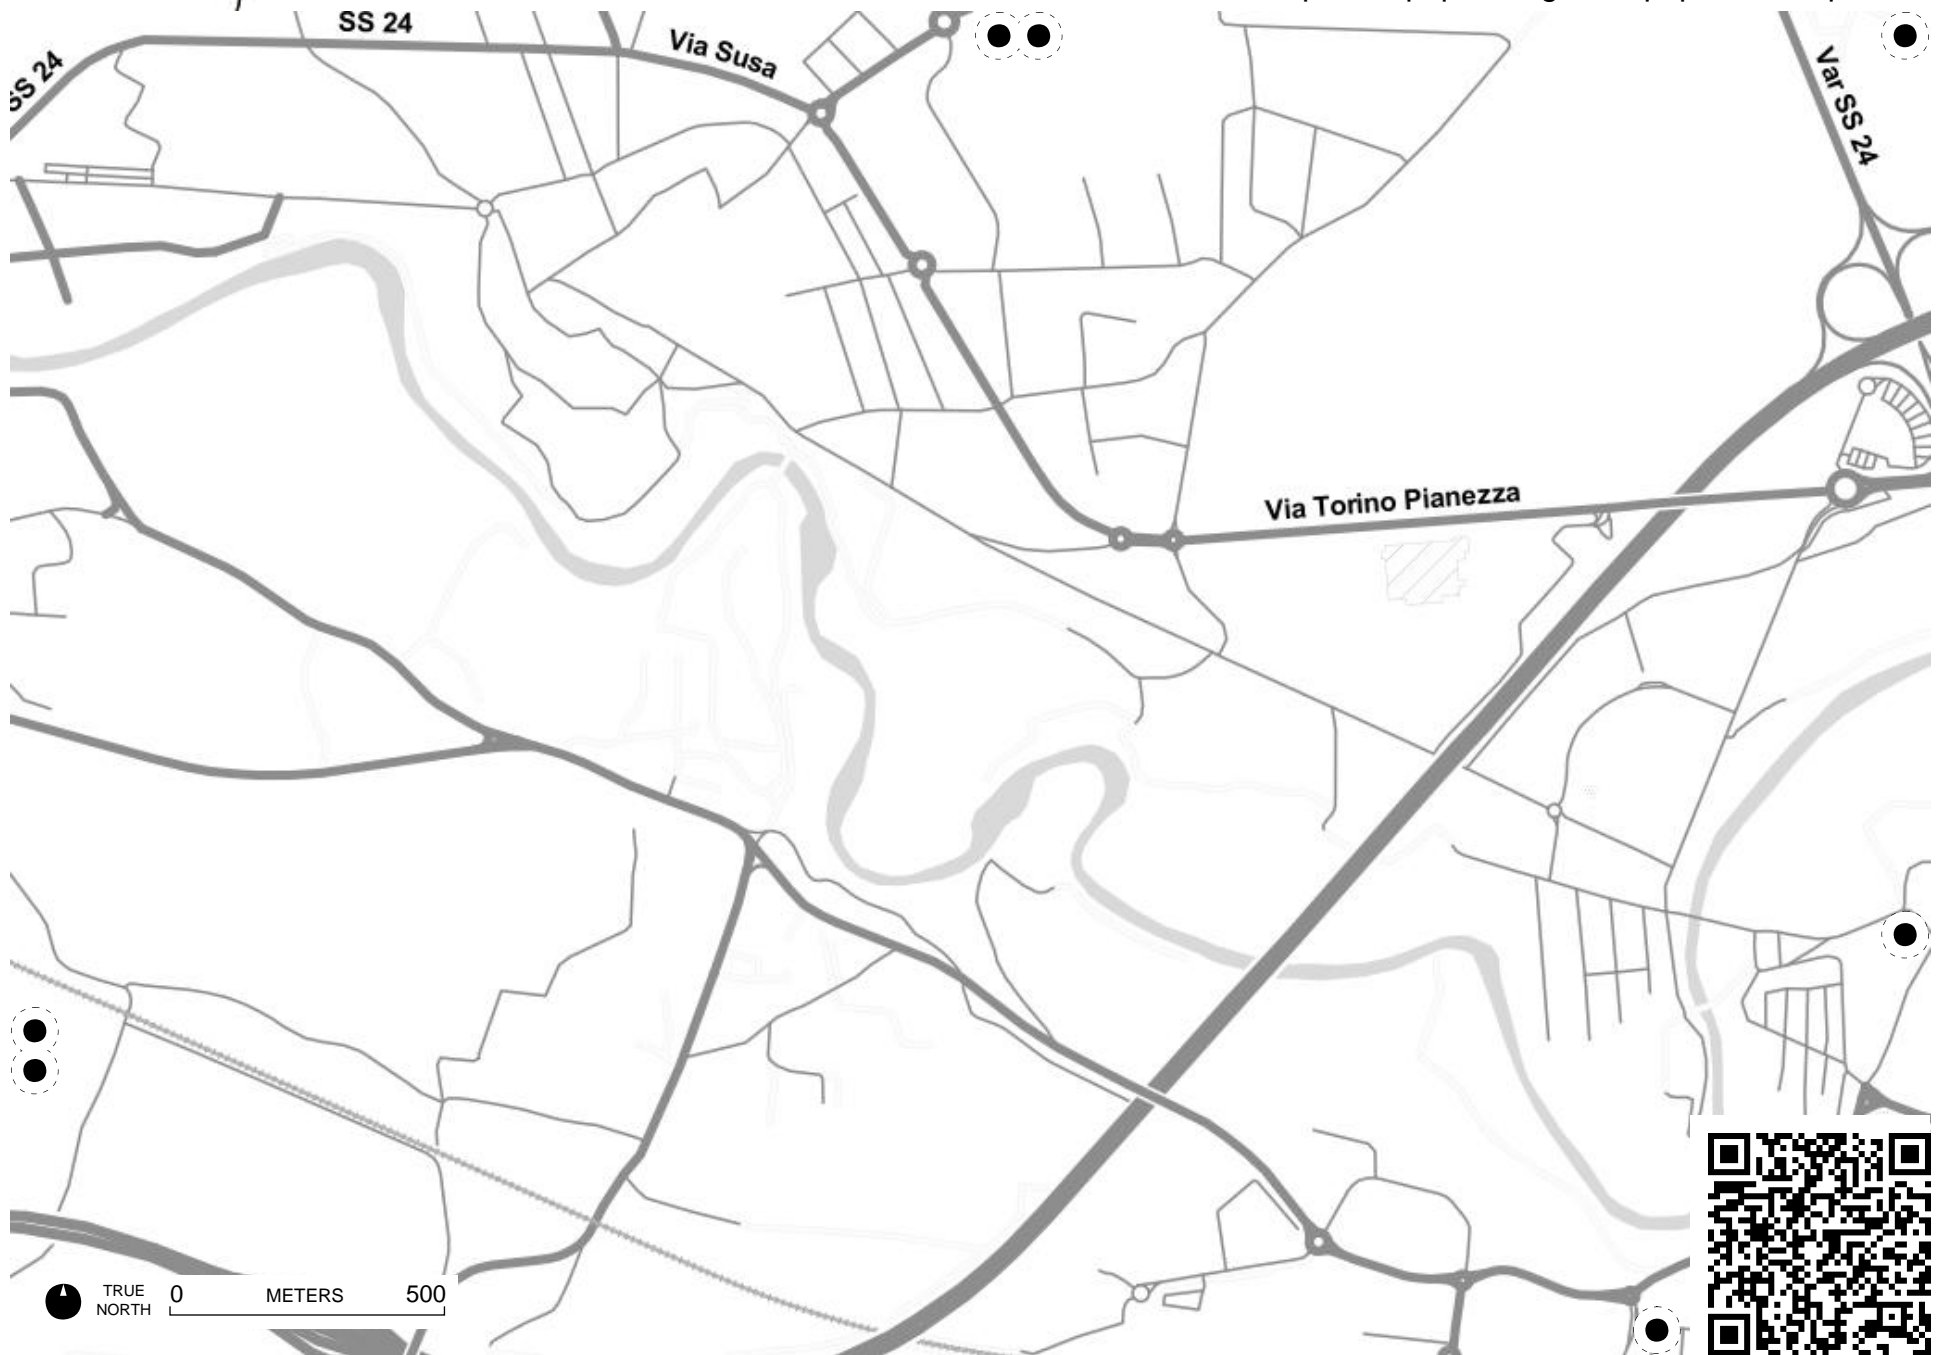 SS 24
Via Susa
SS 24
Var SS 24
Via Torino Pianezza
TRUE
NORTH
0 METERS 500